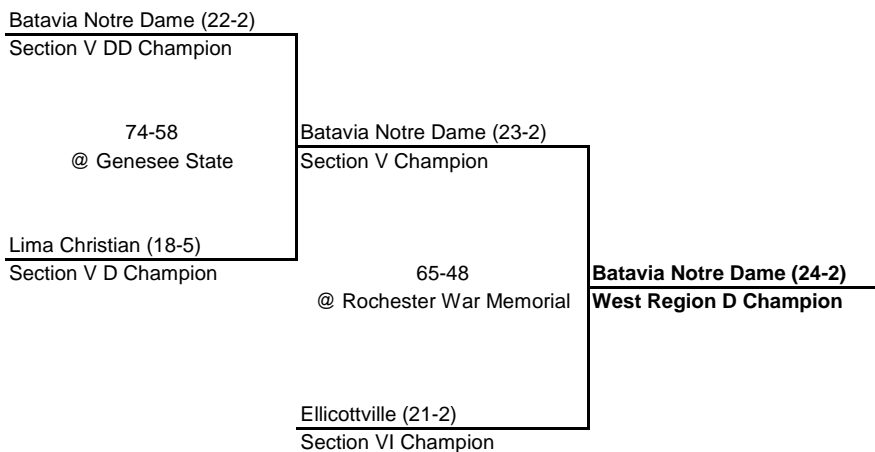 Batavia Notre Dame (22-2)
Section V DD Champion
74-58
@ Genesee State
Batavia Notre Dame (23-2)
Section V Champion
Lima Christian (18-5)
Section V D Champion
65-48
@ Rochester War Memorial
Batavia Notre Dame (24-2)
West Region D Champion
Ellicottville (21-2)
Section VI Champion